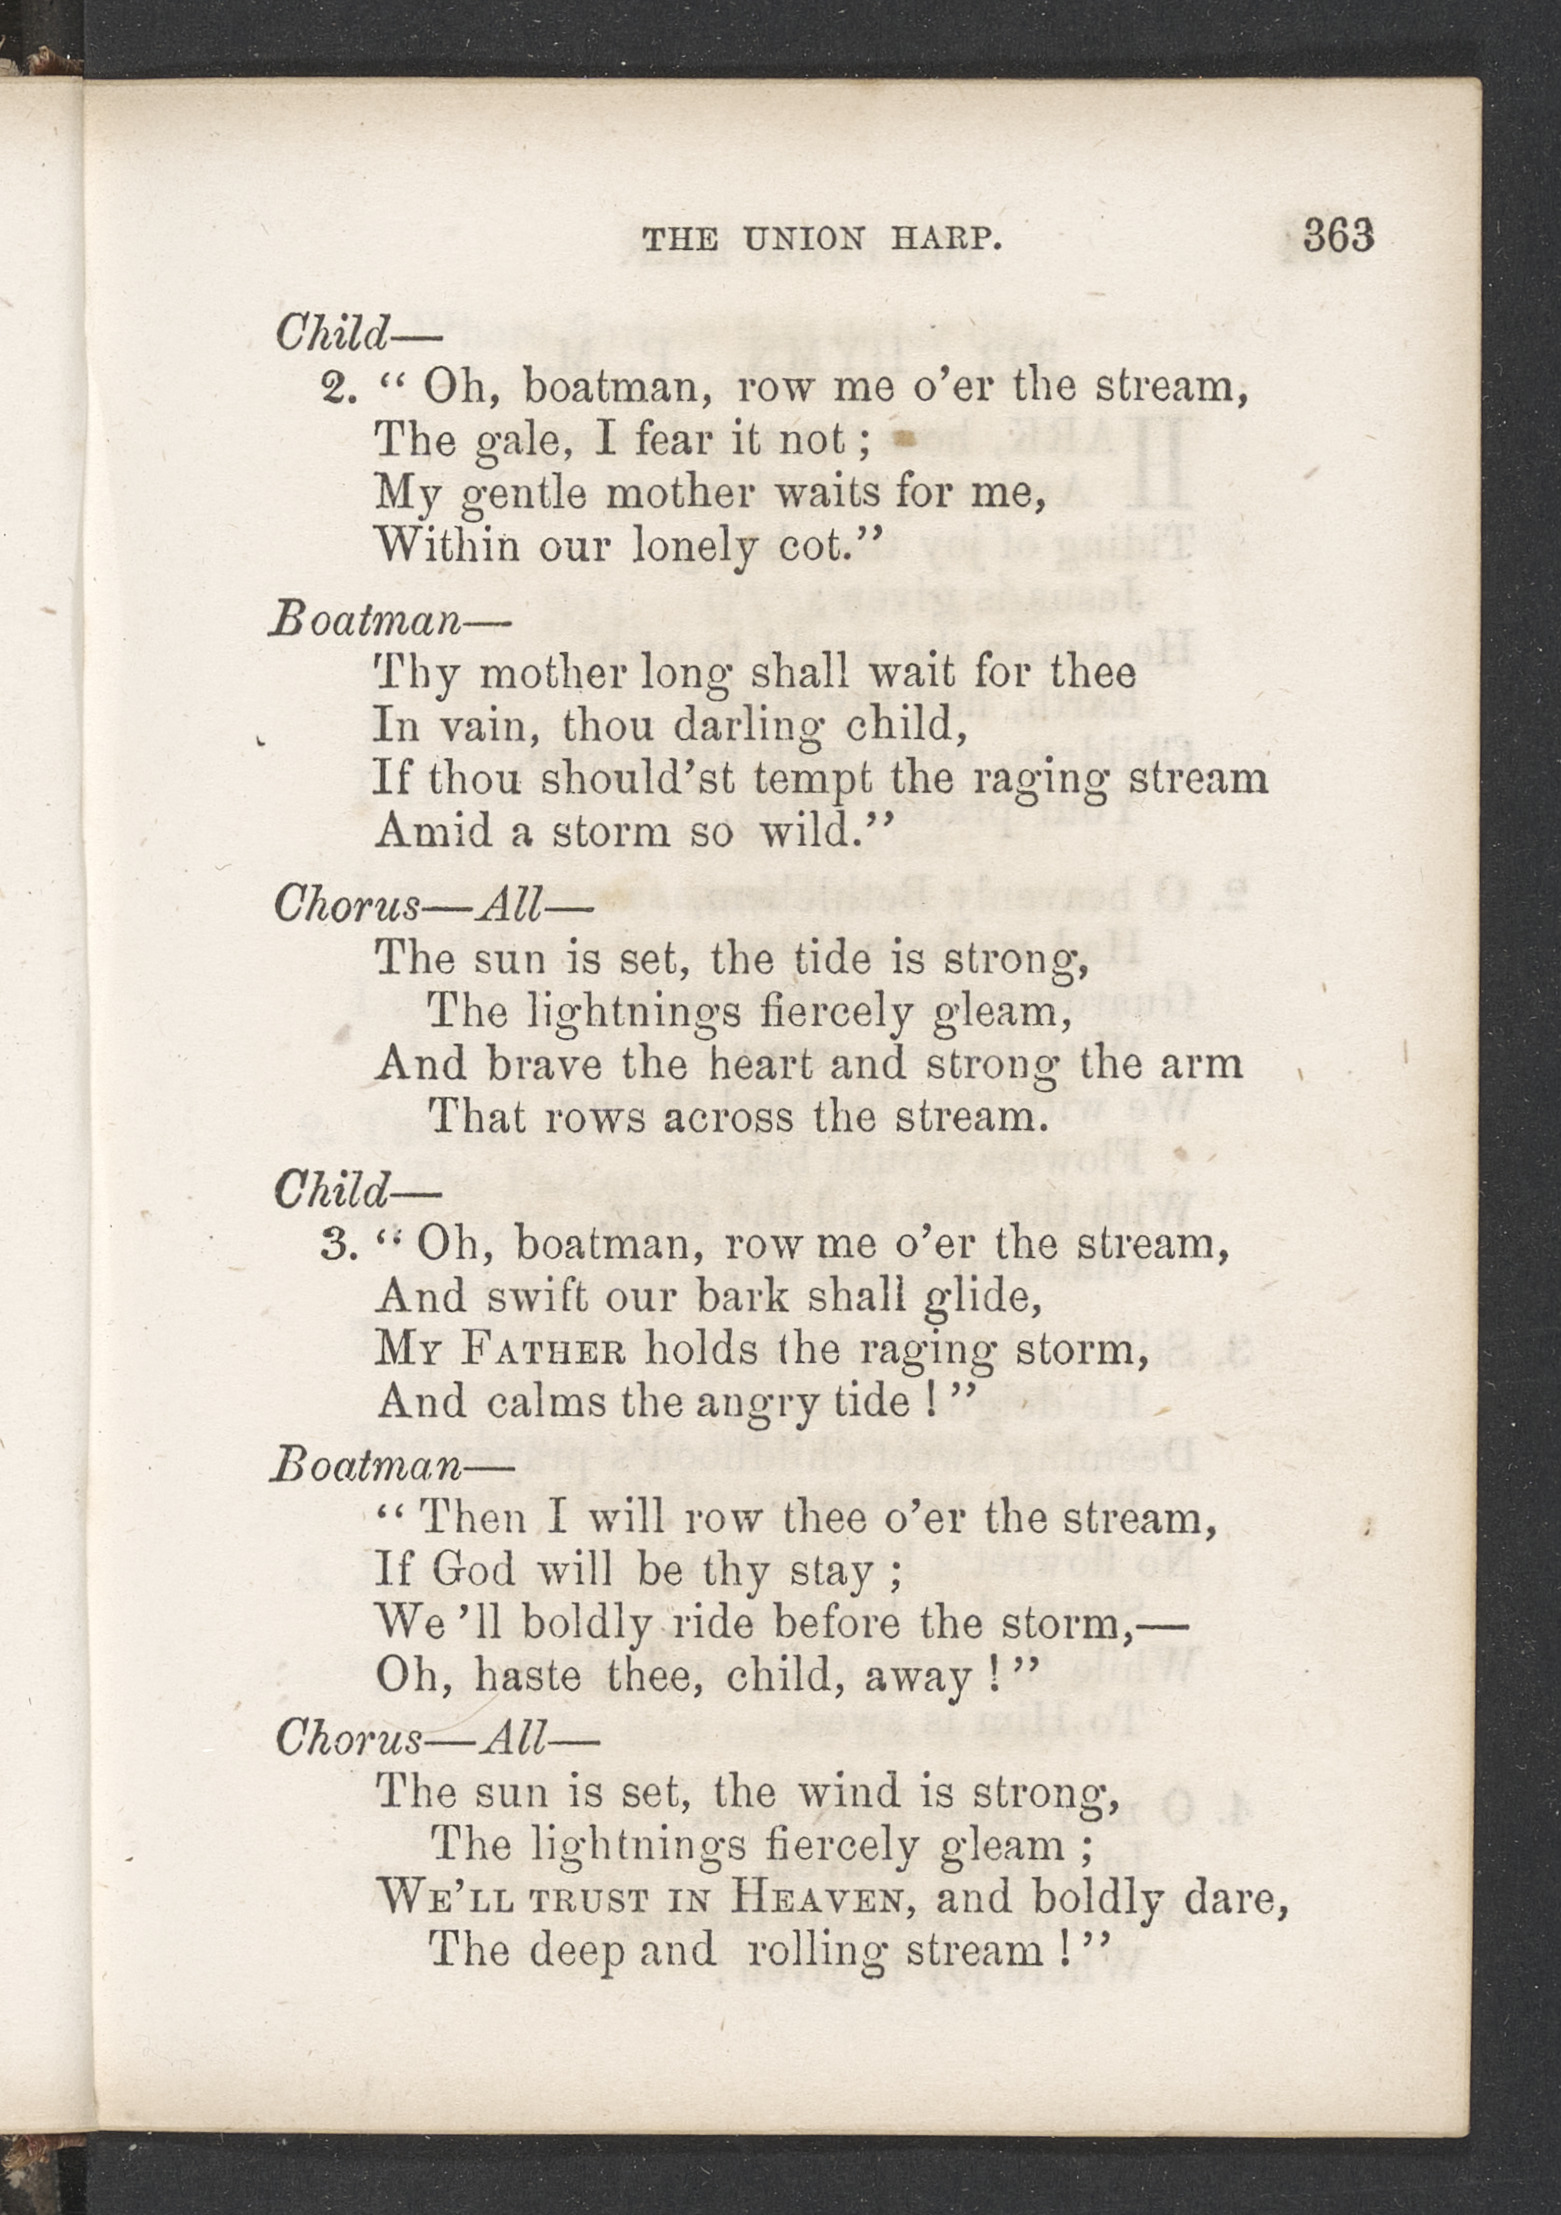 THE UNION HARP. 363
Child—
2. “ Oh, boatman, row me o’er the stream,
The gale, I fear it not ;
My gentle mother waits for me,
Within our lonely cot.”
Boatman—
Thy mother long shall wait for thee
In vain, thou darling child,
If thou should’st tempt the raging stream
Amid a storm so wild.”
Chorus—All—
The sun is set, the tide is strong,
The lightnings fiercely gleam,
And brave the heart and strong the arm
That rows across the stream.
Child—
3. “ Oh, boatman, row me o’er the stream,
And swift our bark shall glide,
My Father holds the raging storm,
And calms the angry tide ! ”
Boatman—
“ Then I will row thee o’er the stream,
If God will be thy stay ;
We ’ll boldly ride before the storm,—
Oh, haste thee, child, away ! ”
Chorus—All—
The sun is set, the wind is strong,
The lightnings fiercely gleam ;
We’ll trust in Heaven, and boldly dare,
The deep and rolling stream ! ”